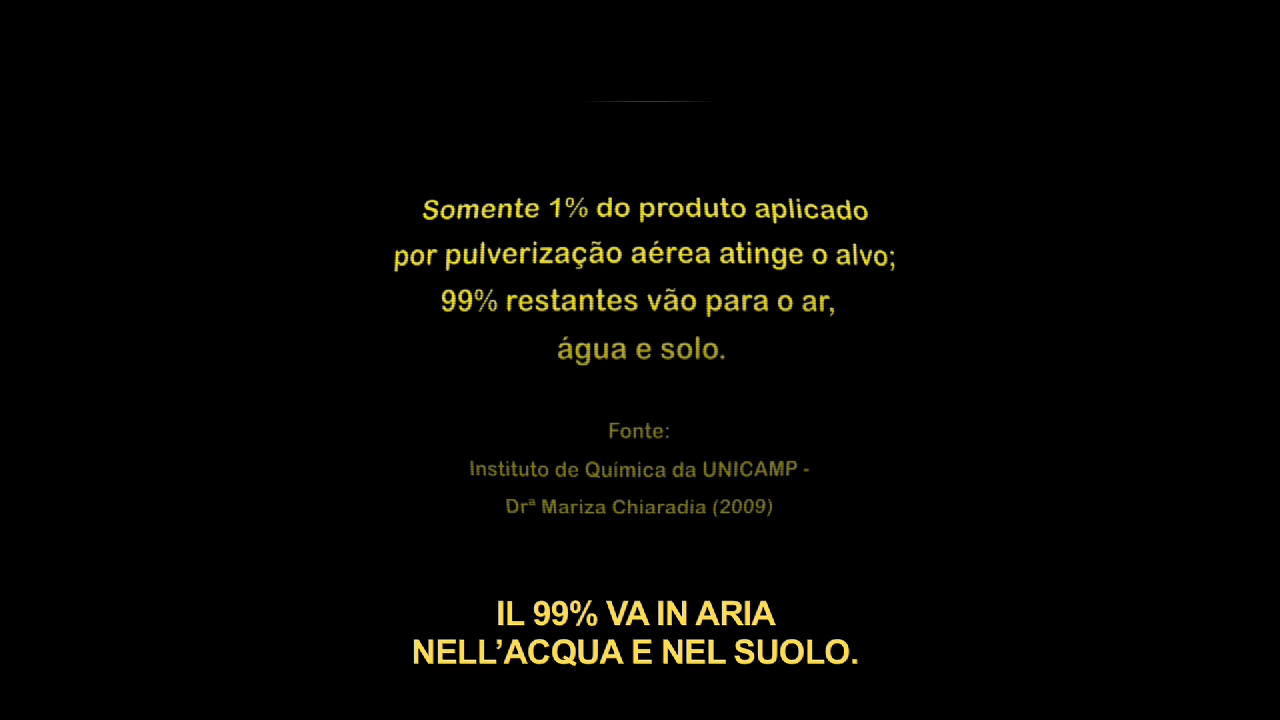 Somente 1% do produto aplicado
por pulverização aérea atinge o alvo;
99% restantes vão para o ar,
água e solo.
Fonte:
Instituto de Química da UNICAMP -
Drª Mariza Chiaradia (2009)
IL 99% VA IN ARIA
NELL’ACQUA E NEL SUOLO.